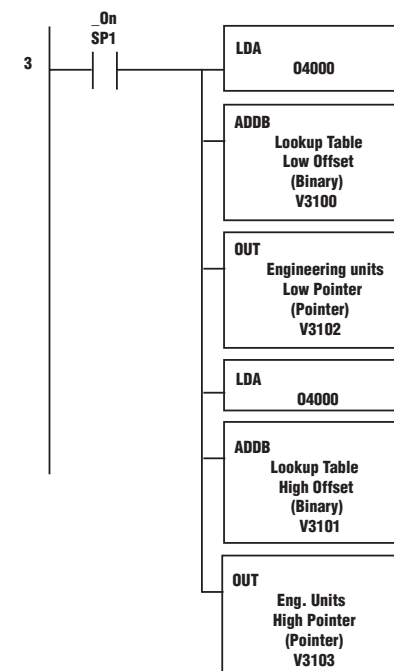 _On
SP1
3
LDA
O4000
ADDB
Lookup Table
Low Offset
(Binary)
V3100
OUT
Engineering units
Low Pointer
(Pointer)
V3102
LDA
O4000
ADDB
Lookup Table
High Offset
(Binary)
V3101
OUT
Eng. Units
High Pointer
(Pointer)
V3103